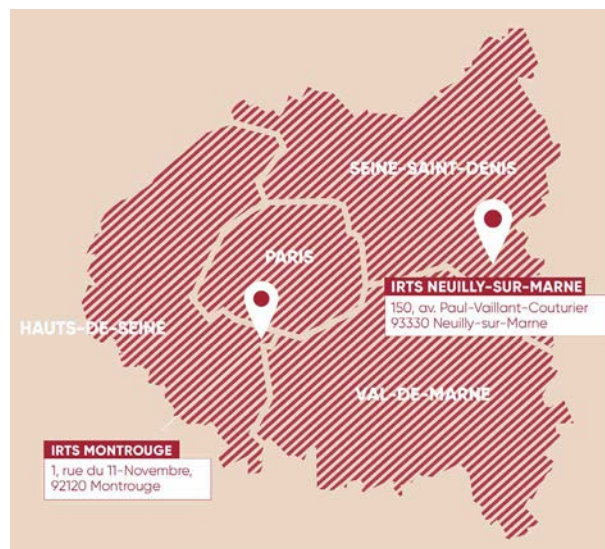 SEINE-SAINT-DENIS
PARIS
IRTS NEUILLY-SUR-MARNE
150, av. Paul-Vaillant-Couturier
93330 Neuilly-sur-Marne
HAUTS-DE-SEINE
VAL-DE-MARNE
IRTS MONTROUGE
1, rue du 11-Novembre,
92120 Montrouge